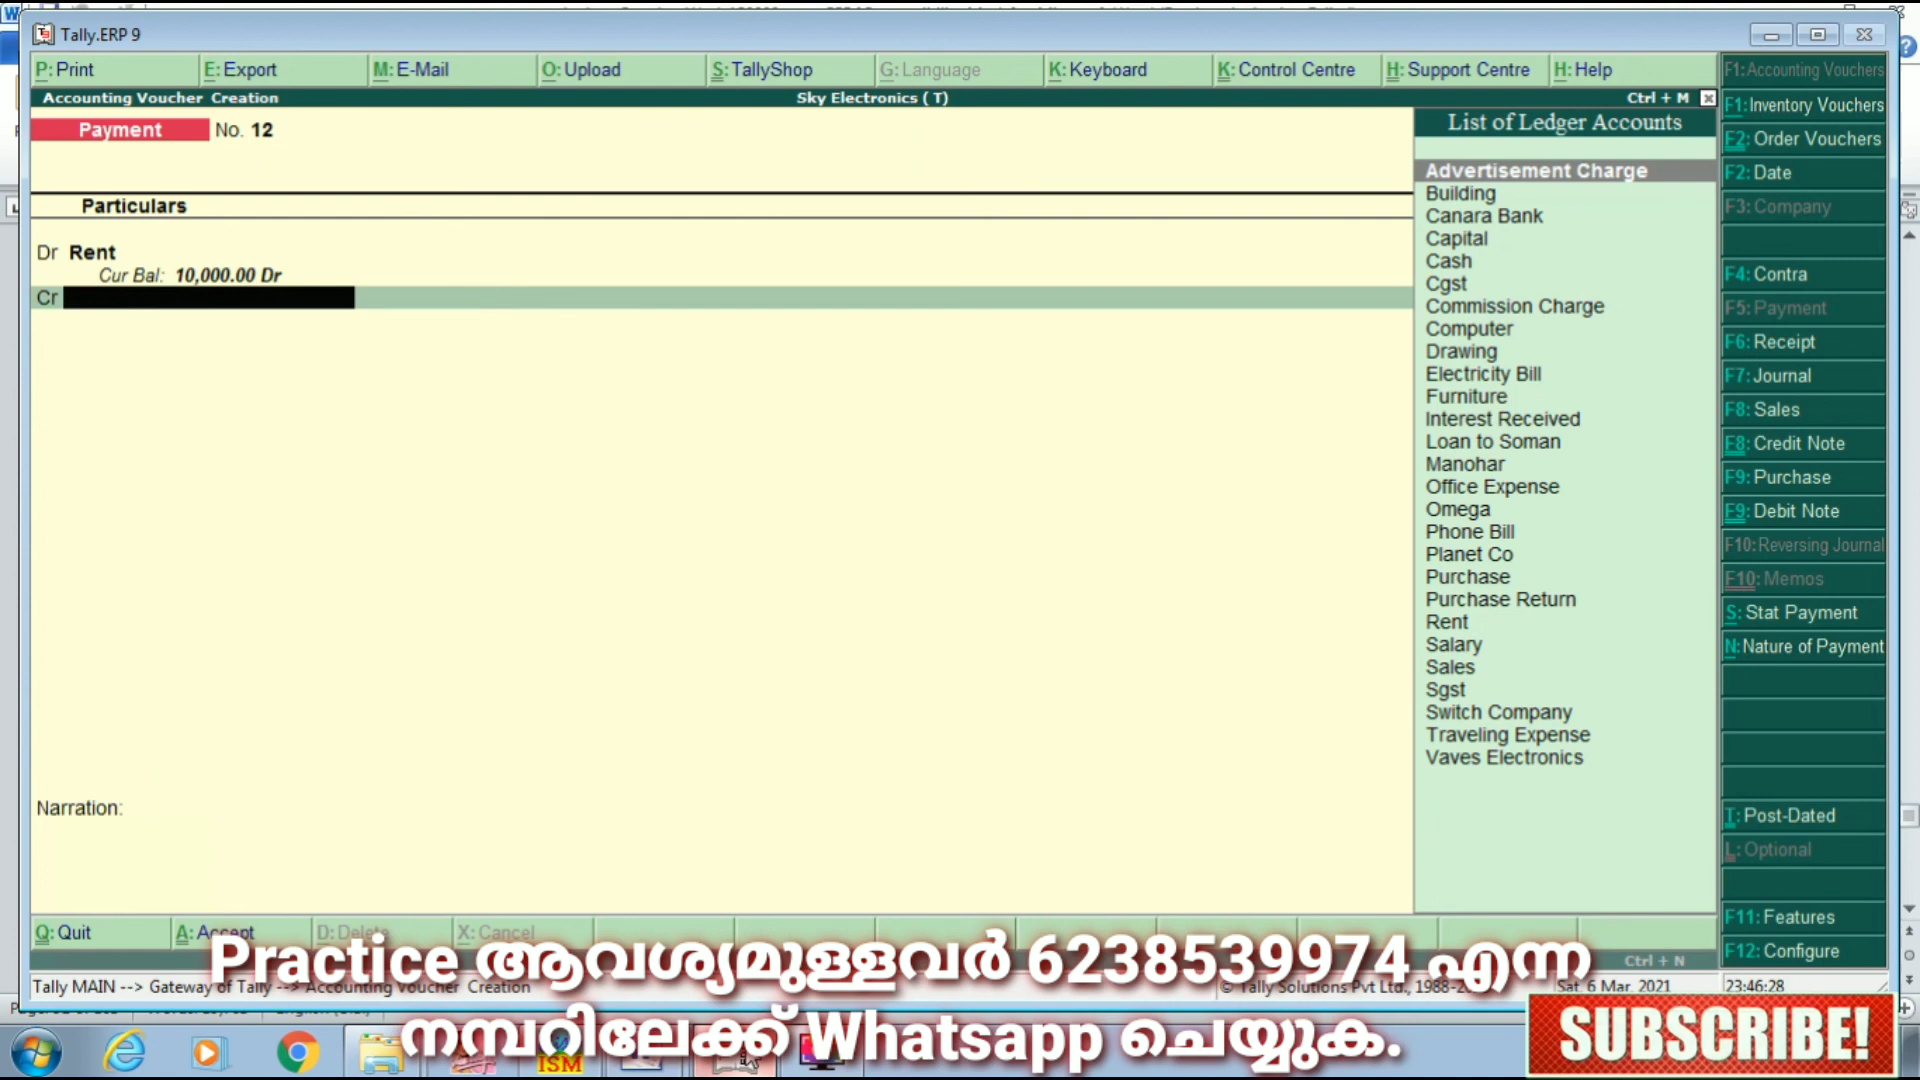 Tally.ERP 9
P: Print E: Export M: E-Mail O: Upload S: TallyShop G: Language K: Keyboard K: Control Centre H: Support Centre H: Help
Accounting Voucher Creation Sky Electronics ( T) Ctrl + M
Payment No. 12
Particulars
Dr Rent
Cur Bal: 10,000.00 Dr
Cr
Narration:
List of Ledger Accounts
Advertisement Charge
Building
Canara Bank
Capital
Cash
Cgst
Commission Charge
Computer
Drawing
Electricity Bill
Furniture
Interest Received
Loan to Soman
Manohar
Office Expense
Omega
Phone Bill
Planet Co
Purchase
Purchase Return
Rent
Salary
Sales
Sgst
Switch Company
Traveling Expense
Vaves Electronics
F1: Accounting Vouchers
F1: Inventory Vouchers
F2: Order Vouchers
F2: Date
F3: Company
F4: Contra
F5: Payment
F6: Receipt
F7: Journal
F8: Sales
F8: Credit Note
F9: Purchase
F9: Debit Note
F10: Reversing Journal
F10: Memos
S: Stat Payment
N: Nature of Payment
T: Post-Dated
L: Optional
F11: Features
F12: Configure
Q: Quit A: Accept D: Delete X: Cancel
Ctrl + N
Tally MAIN --> Gateway of Tally --> Accounting Voucher Creation © Tally Solutions Pvt Ltd., 1988- Sat, 6 Mar, 2021 23:46:28
Practice ആവശ്യമുള്ളവർ 6238539974 എന്ന
നമ്പറിലേക്ക് Whatsapp ചെയ്യുക.
ISM
SUBSCRIBE!